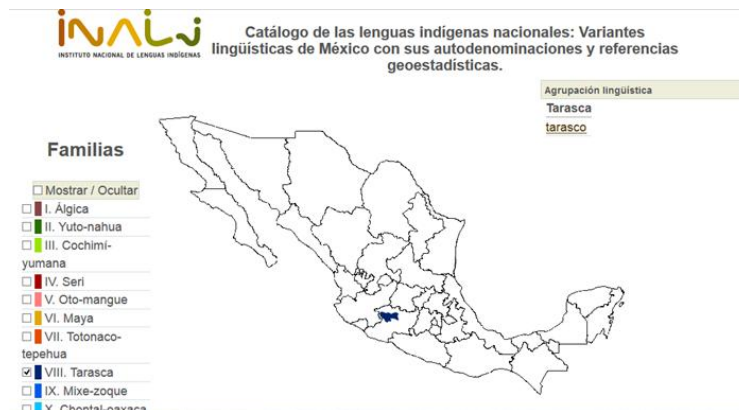 INALI
INSTITUTO NACIONAL DE LENGUAS INDÍGENAS
Catálogo de las lenguas indígenas nacionales: Variantes
lingüísticas de México con sus autodenominaciones y referencias
geoestadísticas.
Agrupación lingüística
Tarasca
tarasco
Familias
Mostrar / Ocultar
I. Álgica
II. Yuto-nahua
III. Cochimí-
yumana
IV. Seri
V. Oto-mangue
VI. Maya
VII. Totonaco-
tepehua
VIII. Tarasca
IX. Mixe-zoque
X. Chontal-oaxaca